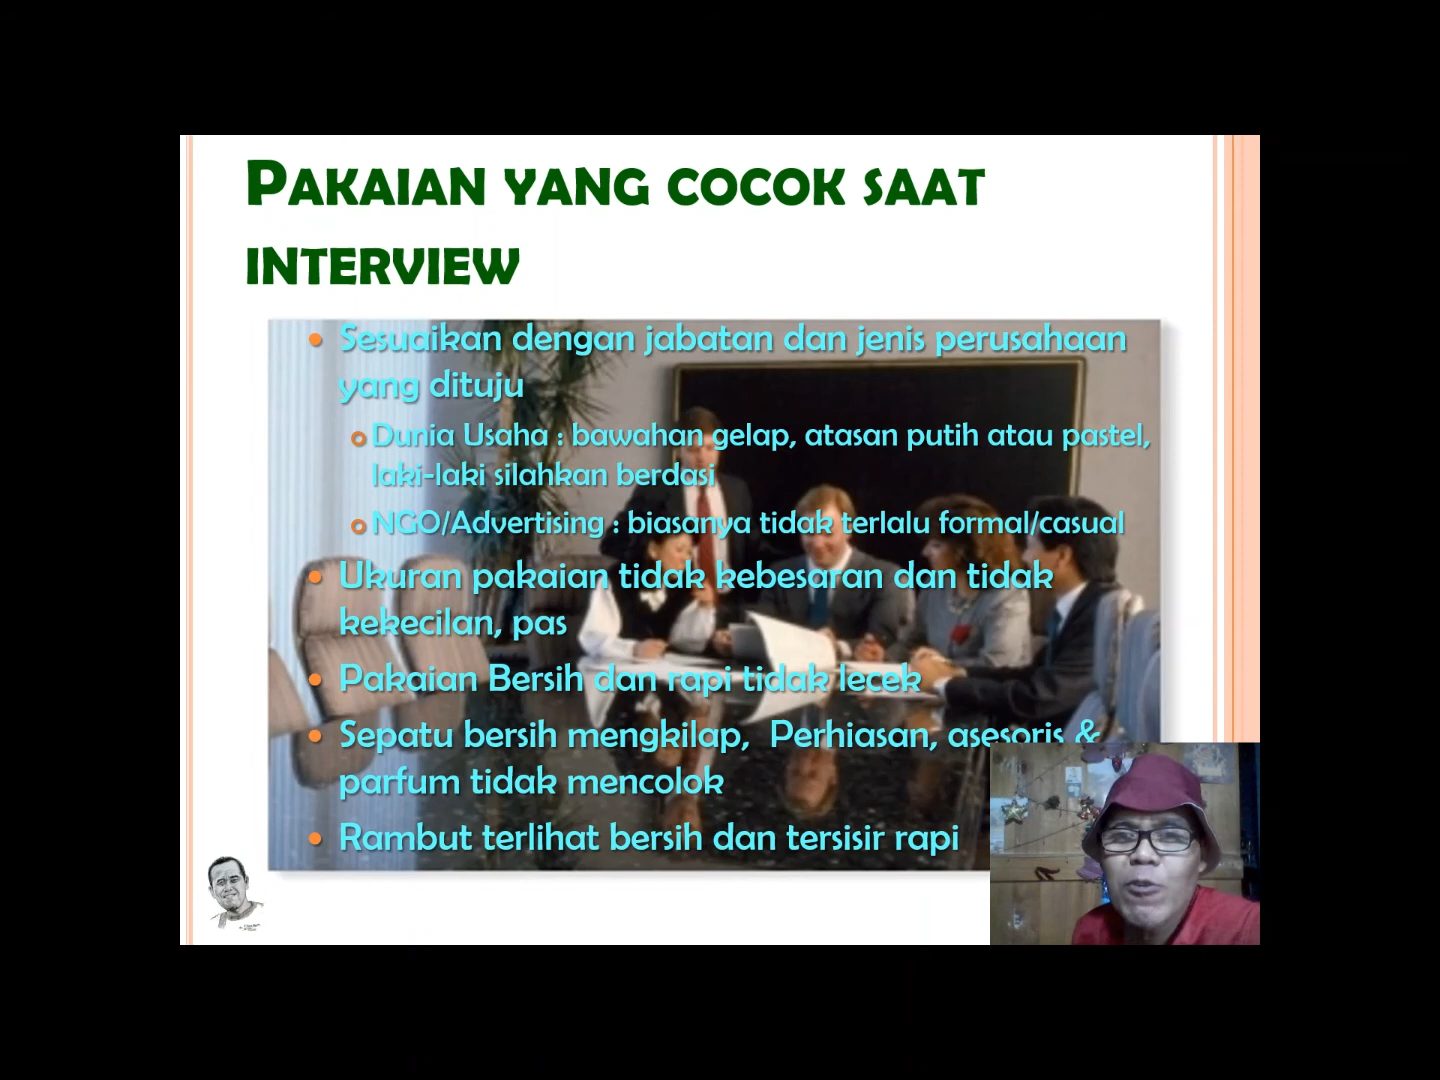 PAKAIAN YANG COCOK SAAT
INTERVIEW
• Sesuaikan dengan jabatan dan jenis perusahaan
yang dituju
Dunia Usaha : bawahan gelap, atasan putih atau pastel,
laki-laki silahkan berdasi
NGO/Advertising : biasanya tidak terlalu formal/casual
• Ukuran pakaian tidak kebesaran dan tidak
kekecilan, pas
• Pakaian Bersih dan rapi tidak lecek
• Sepatu bersih mengkilap, Perhiasan, asesoris &
parfum tidak mencolok
• Rambut terlihat bersih dan tersisir rapi